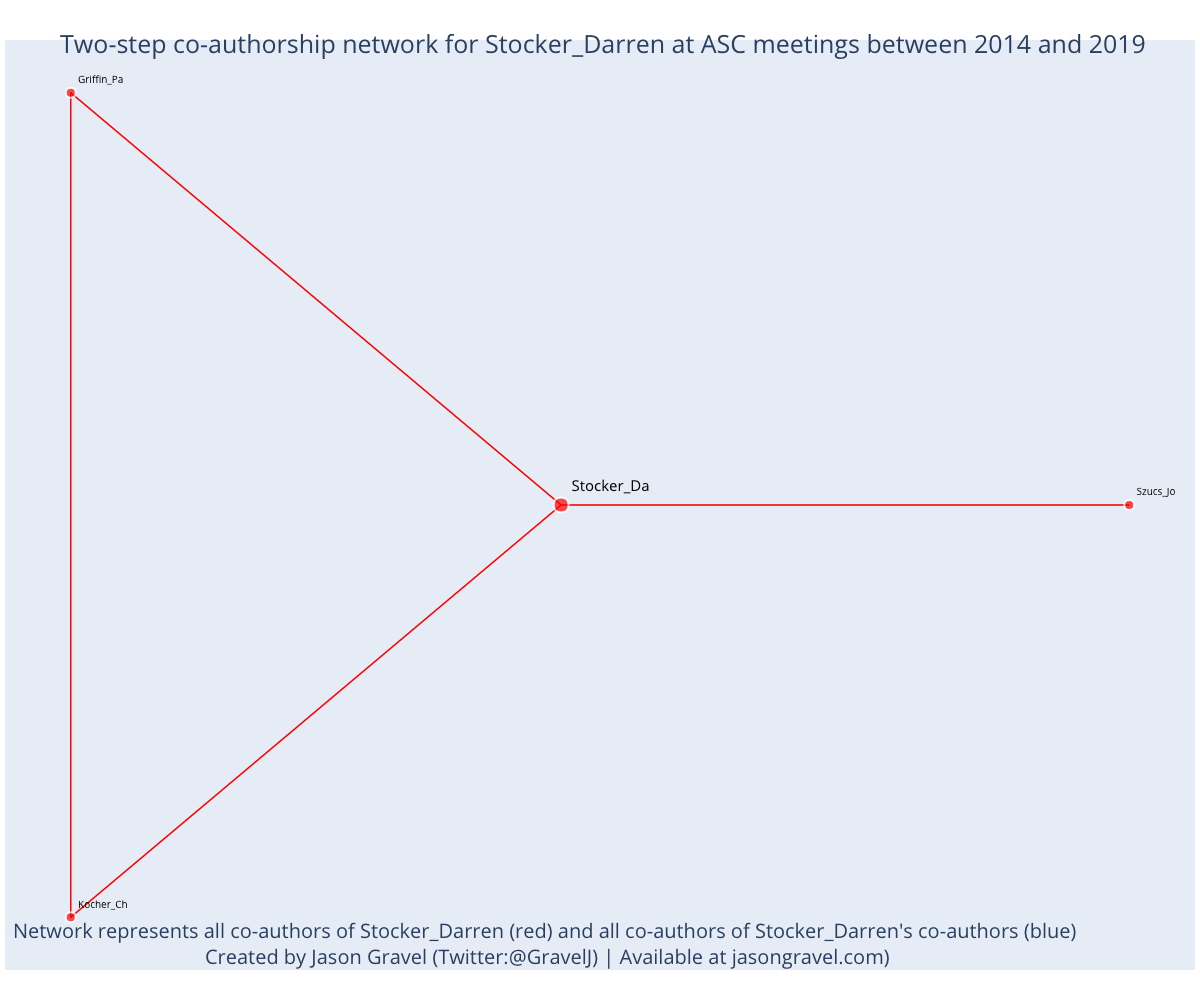 Two-step co-authorship network for Stocker_Darren at ASC meetings between 2014 and 2019
Griffin_Pa
Stocker_Da
Szucs_Jo
Kocher_Ch
Network represents all co-authors of Stocker_Darren (red) and all co-authors of Stocker_Darren's co-authors (blue)
Created by Jason Gravel (Twitter:@GravelJ) | Available at jasongravel.com)